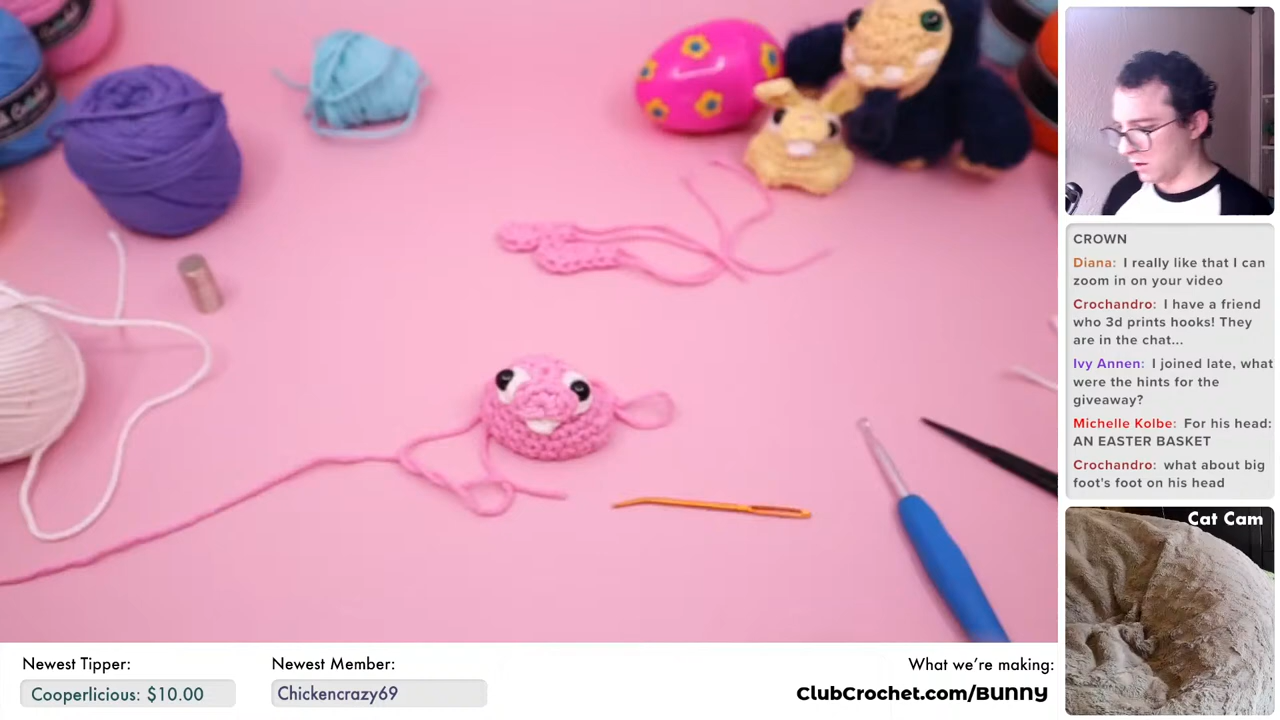 CROWN
Diana: I really like that I can
zoom in on your video
Crochandro: I have a friend
who 3d prints hooks! They
are in the chat...
Ivy Annen: I joined late, what
were the hints for the
giveaway?
Michelle Kolbe: For his head:
AN EASTER BASKET
Crochandro: what about big
foot's foot on his head
Cat Cam
Newest Tipper:
Cooperlicious: $10.00
Newest Member:
Chickencrazy69
What we're making:
ClubCrochet.com/BUNNY